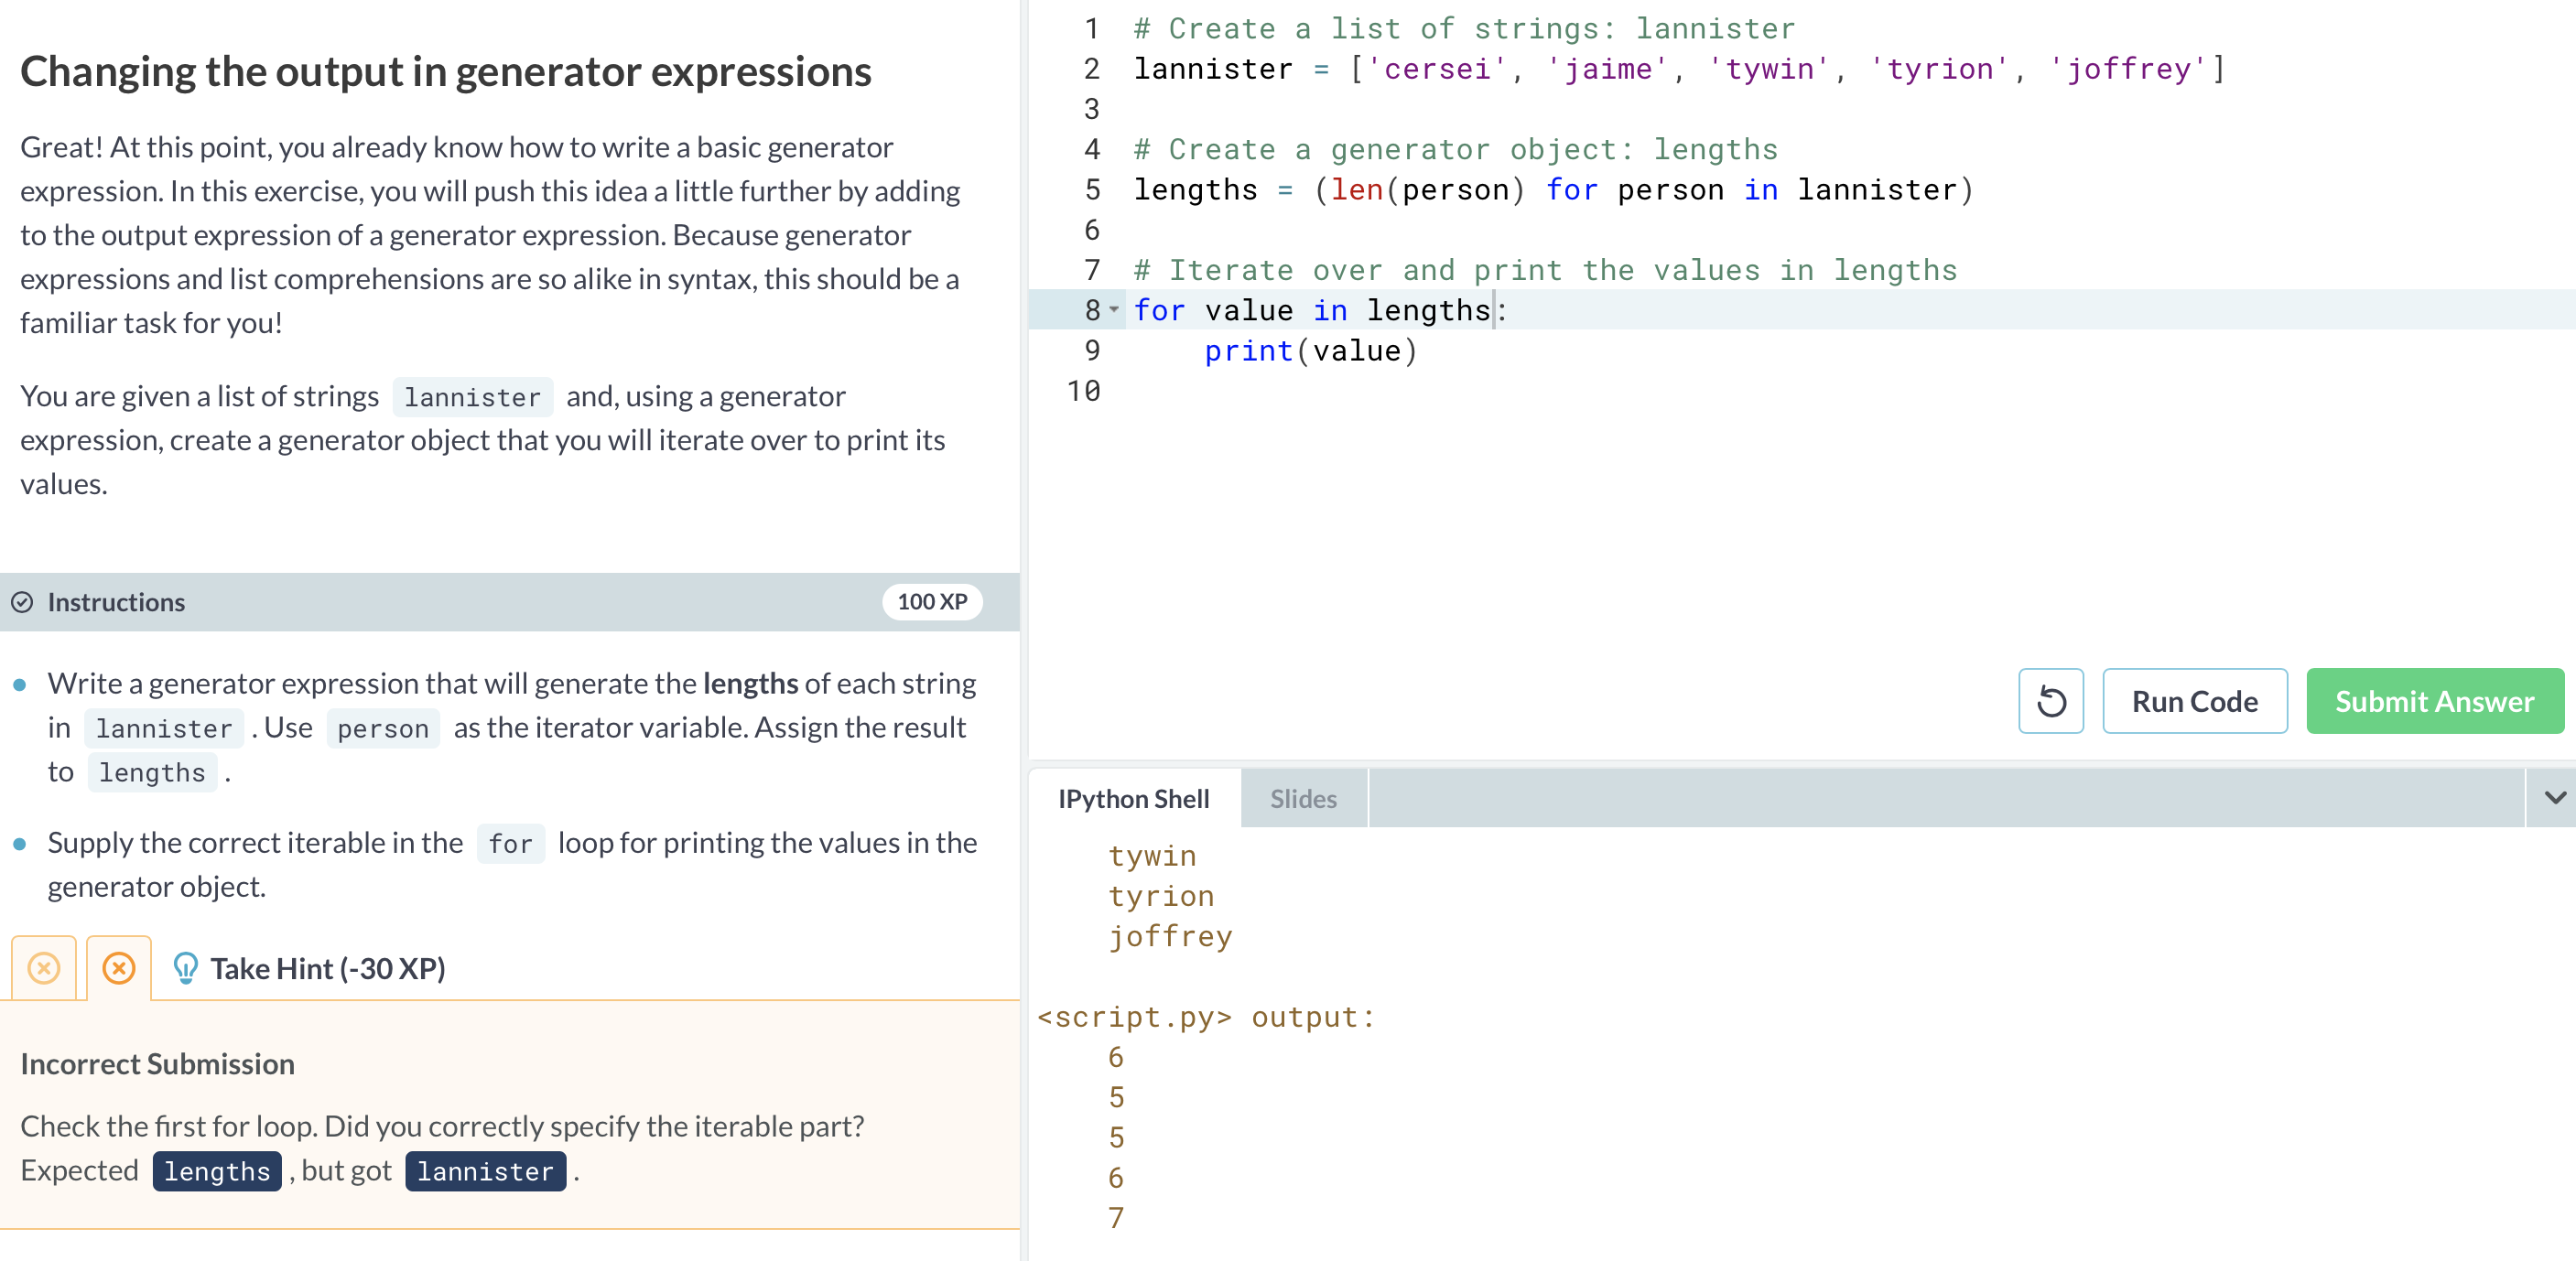 Changing the output in generator expressions
Great! At this point, you already know how to write a basic generator
expression. In this exercise, you will push this idea a little further by adding
to the output expression of a generator expression. Because generator
expressions and list comprehensions are so alike in syntax, this should be a
familiar task for you!
You are given a list of strings lannister and, using a generator
expression, create a generator object that you will iterate over to print its
values.
Instructions
100 XP
Write a generator expression that will generate the lengths of each string
in lannister . Use person as the iterator variable. Assign the result
to lengths .
Supply the correct iterable in the for loop for printing the values in the
generator object.
Take Hint (-30 XP)
Incorrect Submission
Check the first for loop. Did you correctly specify the iterable part?
Expected lengths , but got lannister .
1 # Create a list of strings: lannister
2 lannister = ['cersei', 'jaime', 'tywin', 'tyrion', 'joffrey']
3
4 # Create a generator object: lengths
5 lengths = (len(person) for person in lannister)
6
7 # Iterate over and print the values in lengths
8 for value in lengths:
9     print(value)
10
Run Code
Submit Answer
IPython Shell
Slides
tywin
tyrion
joffrey
<script.py> output:
6
5
5
6
7